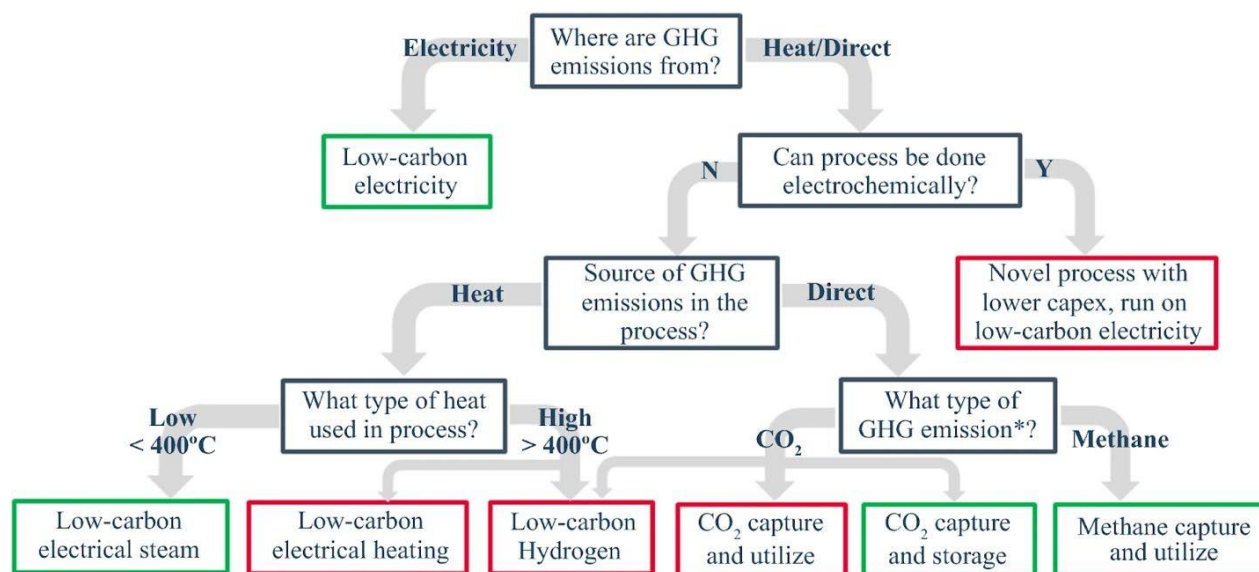 Electricity
Where are GHG
emissions from?
Heat/Direct
Low-carbon
electricity
N
Can process be done
electrochemically?
Y
Heat
Source of GHG
emissions in the
process?
Direct
Novel process with
lower capex, run on
low-carbon electricity
Low
< 400ºC
What type of heat
used in process?
High
> 400ºC
CO₂
What type of
GHG emission*?
Methane
Low-carbon
electrical steam
Low-carbon
electrical heating
Low-carbon
Hydrogen
CO₂ capture
and utilize
CO₂ capture
and storage
Methane capture
and utilize